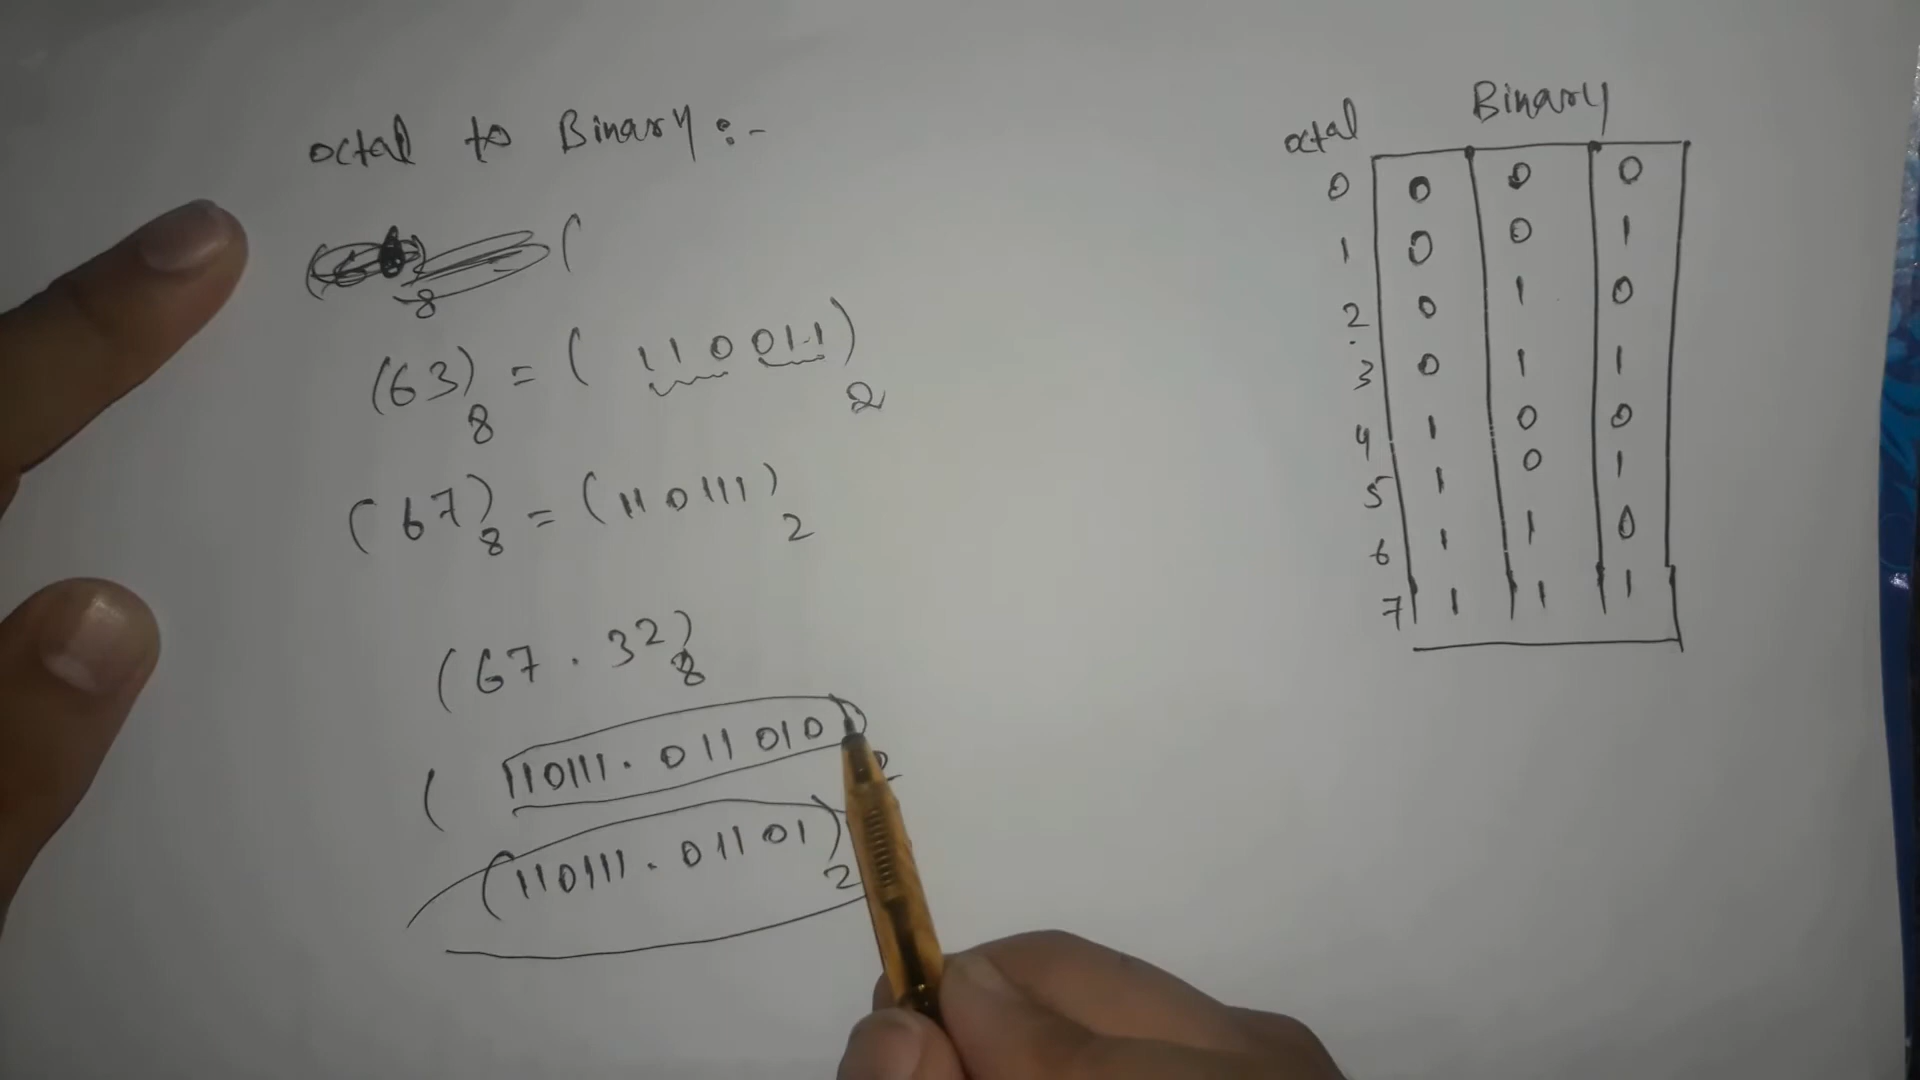 octal to Binary :-
(
8
(63)8 = ( 110011 )2
(67)8 = (110111)2
(67.32)8
( 110111.011010 )2
(110111.01101)2
octal Binary
0 0 0 0
1 0 0 1
2 0 1 0
3 0 1 1
4 1 0 0
5 1 0 1
6 1 1 0
7 1 1 1